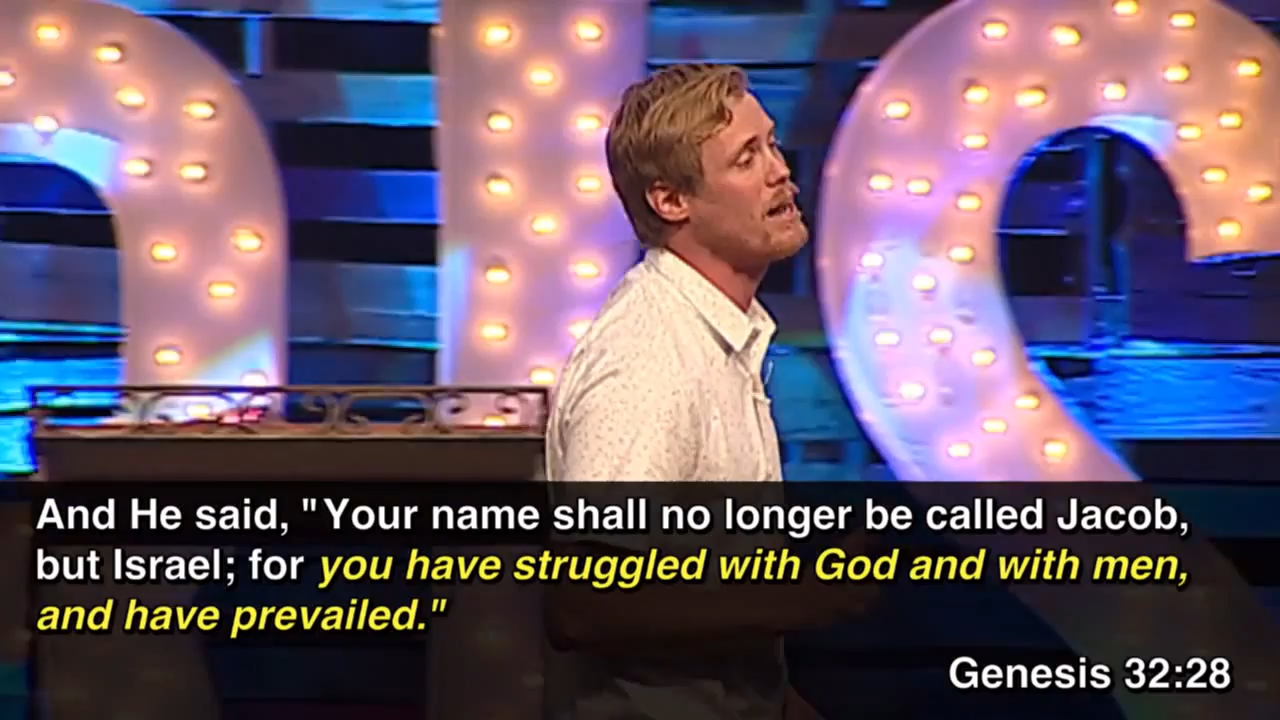 And He said, "Your name shall no longer be called Jacob,
but Israel; for you have struggled with God and with men,
and have prevailed."
Genesis 32:28